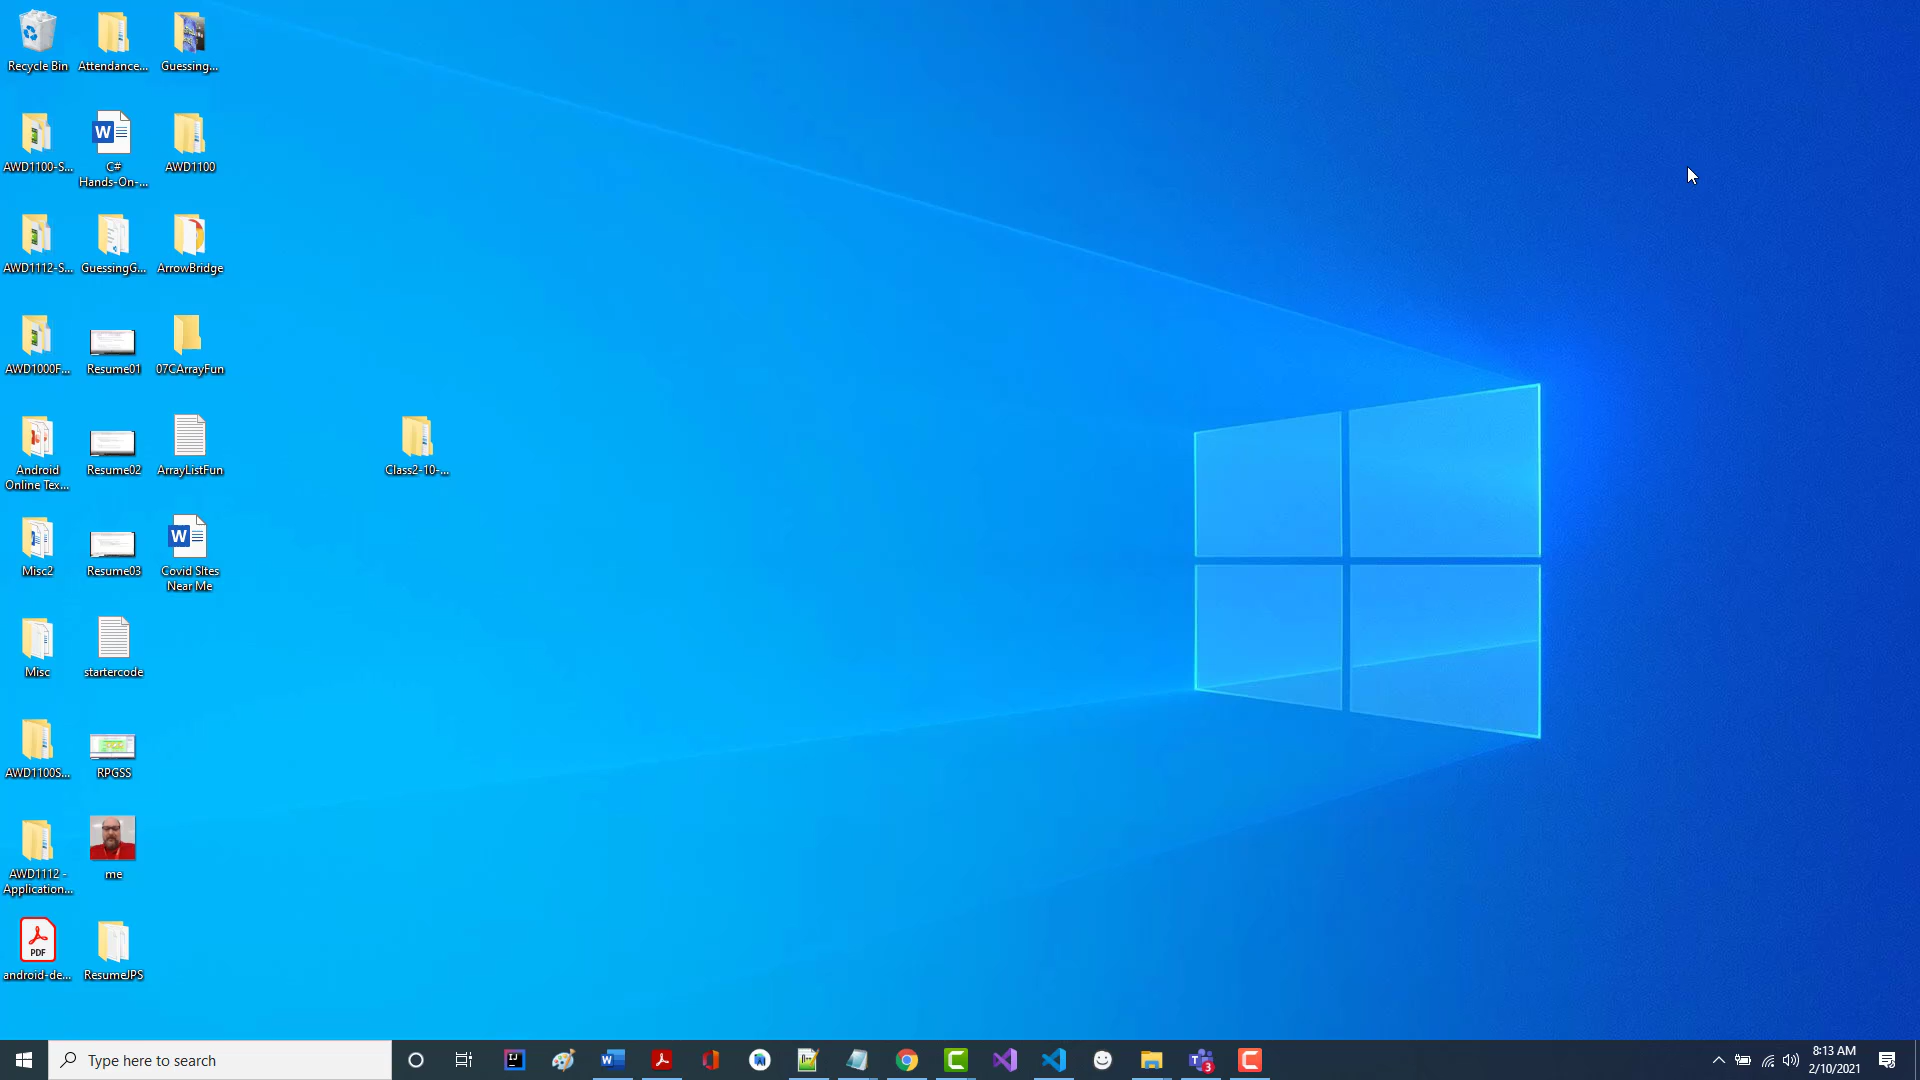 Recycle Bin
Attendance...
Guessing...
AWD1100-S...
C#
Hands-On-...
AWD1100
AWD1112-S...
GuessingG...
ArrowBridge
AWD1000F...
Resume01
07CArrayFun
Android
Online Tex...
Resume02
ArrayListFun
Class2-10-...
Misc2
Resume03
Covid SItes
Near Me
Misc
startercode
AWD1100S...
RPGSS
AWD1112 -
Application...
me
PDF
android-de...
ResumeJPS
Type here to search
8:13 AM
2/10/2021